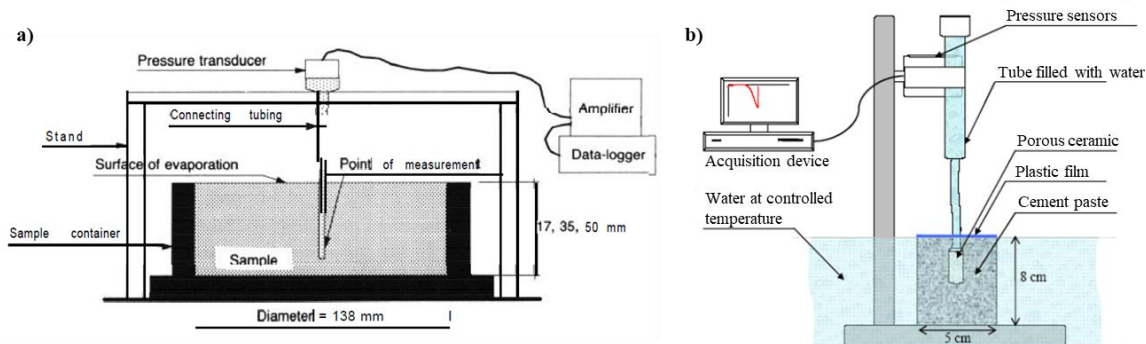 a)
Pressure transducer
Connecting tubing
Stand
Surface of evaporation
Point of measurement
Amplifier
Data-logger
Sample container
Sample
17, 35, 50 mm
Diameter = 138 mm
b)
Pressure sensors
Tube filled with water
Acquisition device
Porous ceramic
Plastic film
Cement paste
Water at controlled
temperature
8 cm
5 cm